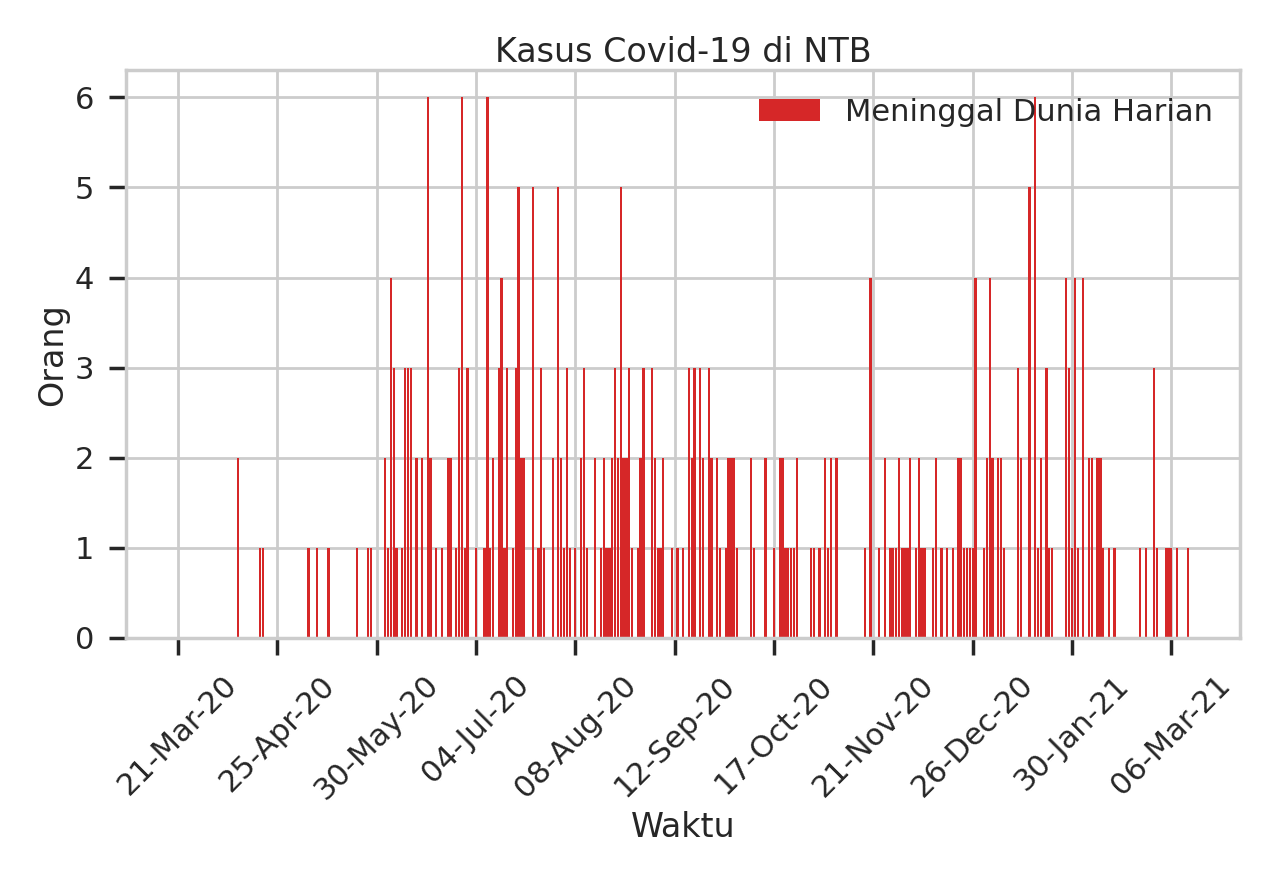 Kasus Covid-19 di NTB
Meninggal Dunia Harian
Orang
6
5
4
3
2
1
0
21-Mar-20
25-Apr-20
30-May-20
04-Jul-20
08-Aug-20
12-Sep-20
17-Oct-20
21-Nov-20
26-Dec-20
30-Jan-21
06-Mar-21
Waktu